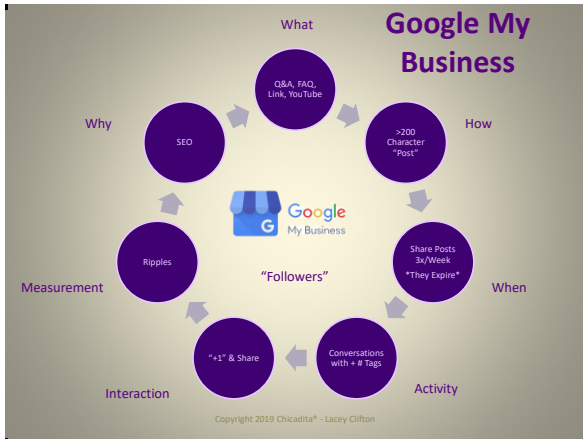 Google My
Business
What
Q&A, FAQ,
Link, YouTube
How
>200
Character
“Post”
When
Share Posts
3x/Week
*They Expire*
Activity
Conversations
with + # Tags
Interaction
“+1” & Share
Measurement
Ripples
Why
SEO
G
Google
My Business
“Followers”
Copyright 2019 Chicadita* - Lacey Clifton